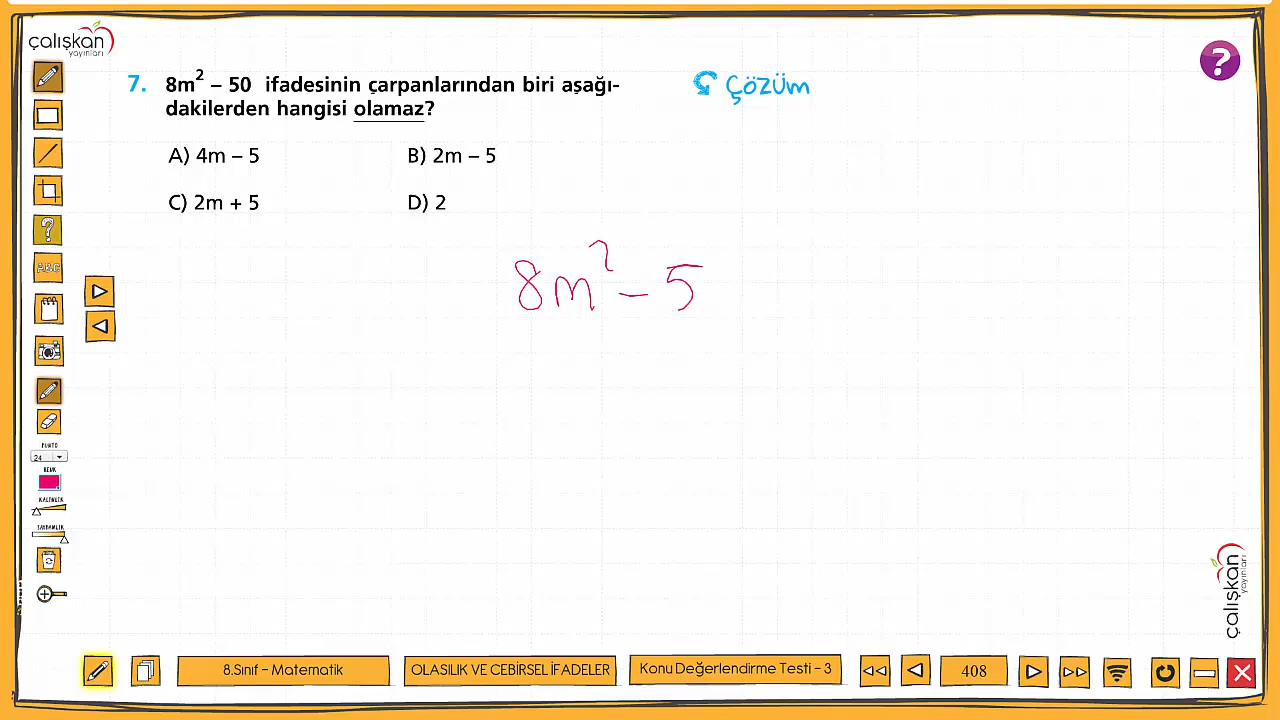 çalışkan
yayınları
7. 8m² – 50 ifadesinin çarpanlarından biri aşağı-
dakilerden hangisi olamaz?
Çözüm
?
A) 4m – 5
B) 2m – 5
C) 2m + 5
D) 2
8m² – 5
?
ABC
PUNTO
24
RENK
KALINLIK
SAYDAMLIK
çalışkan
yayınları
8.Sınıf – Matematik
OLASILIK VE CEBİRSEL İFADELER
Konu Değerlendirme Testi – 3
408